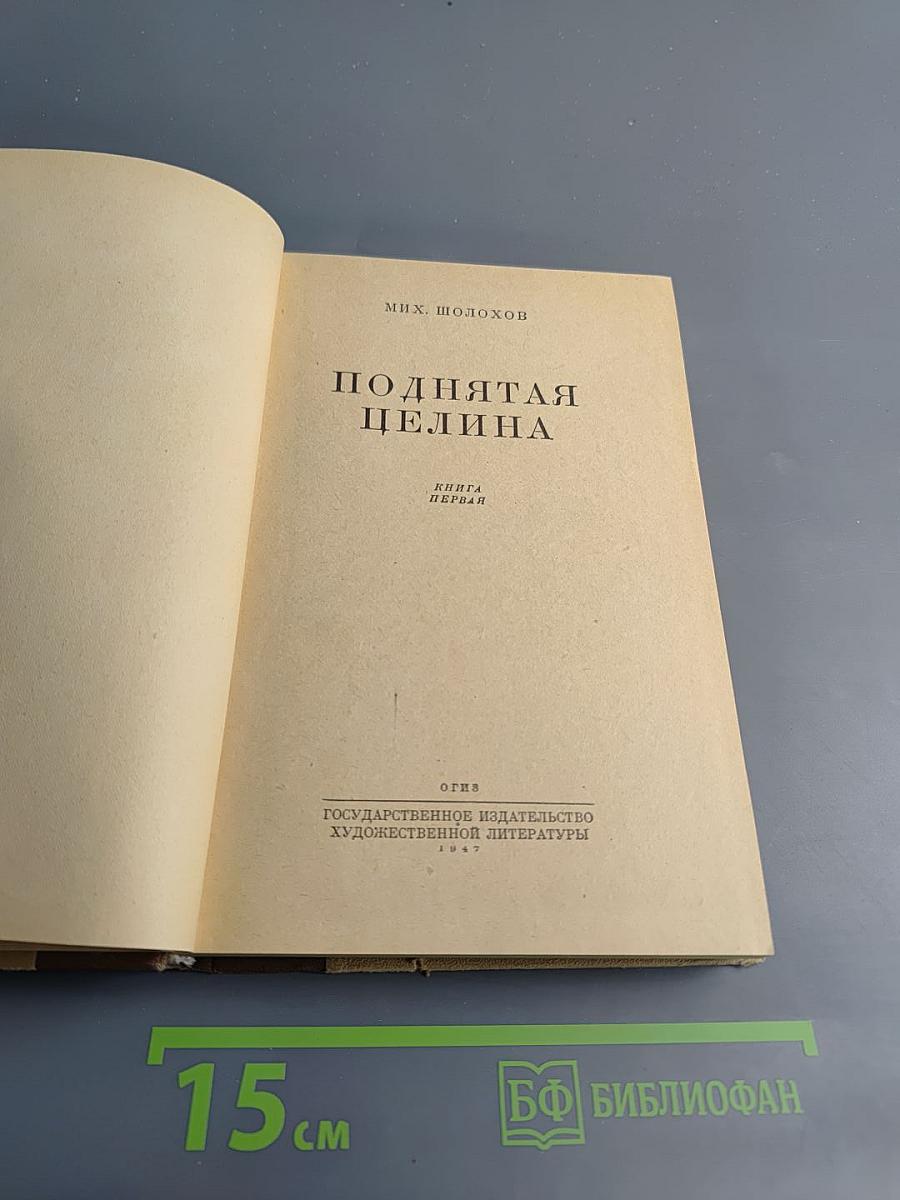 МИХ. ШОЛОХОВ
ПОДНЯТАЯ
ЦЕЛИНА
КНИГА
ПЕРВАЯ
ОГИЗ
ГОСУДАРСТВЕННОЕ ИЗДАТЕЛЬСТВО
ХУДОЖЕСТВЕННОЙ ЛИТЕРАТУРЫ
1947
15 см
БФ БИБЛИОФАН